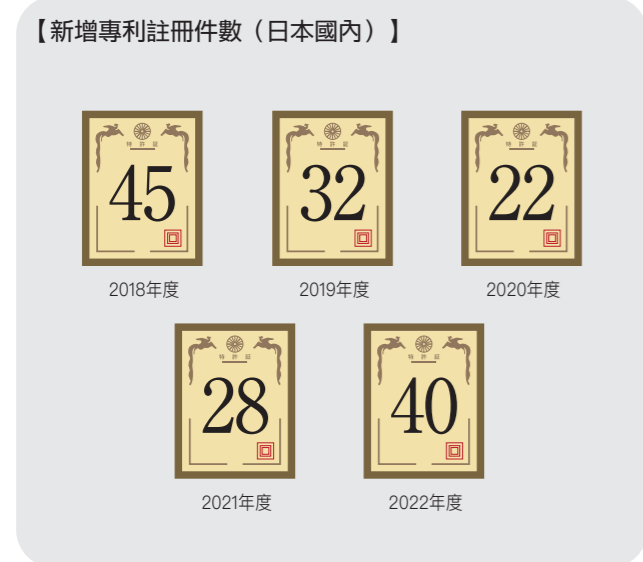 【新增專利註冊件數（日本國內）】
特許証
45
2018年度
特許証
32
2019年度
特許証
22
2020年度
特許証
28
2021年度
特許証
40
2022年度